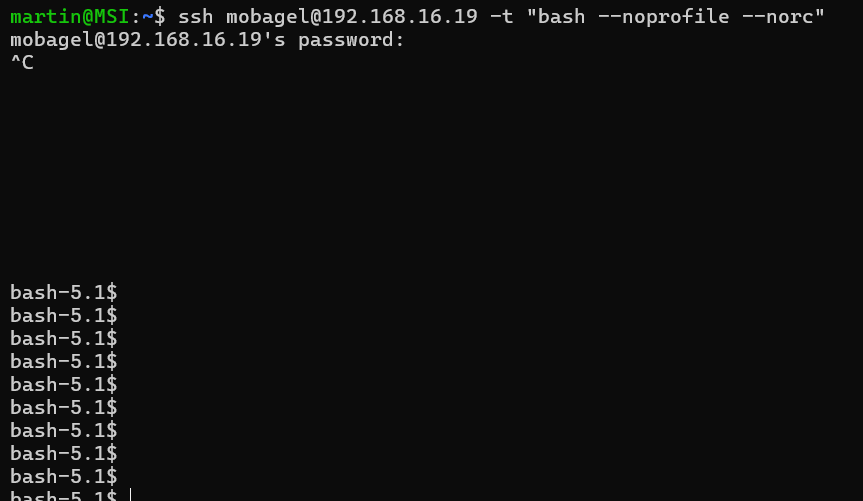 martin@MSI:~$ ssh mobagel@192.168.16.19 -t "bash --noprofile --norc"
mobagel@192.168.16.19's password:
^C
bash-5.1$
bash-5.1$
bash-5.1$
bash-5.1$
bash-5.1$
bash-5.1$
bash-5.1$
bash-5.1$
bash-5.1$
bash-5.1$